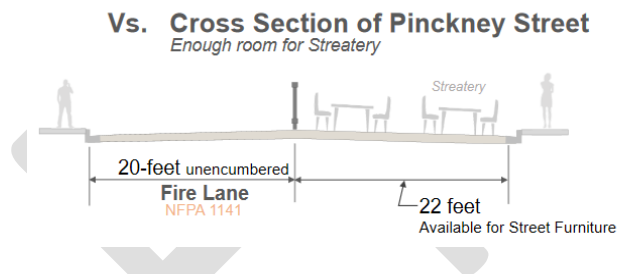 Vs. Cross Section of Pinckney Street
Enough room for Streatery
Streatery
20-feet unencumbered
Fire Lane
NFPA 1141
22 feet
Available for Street Furniture